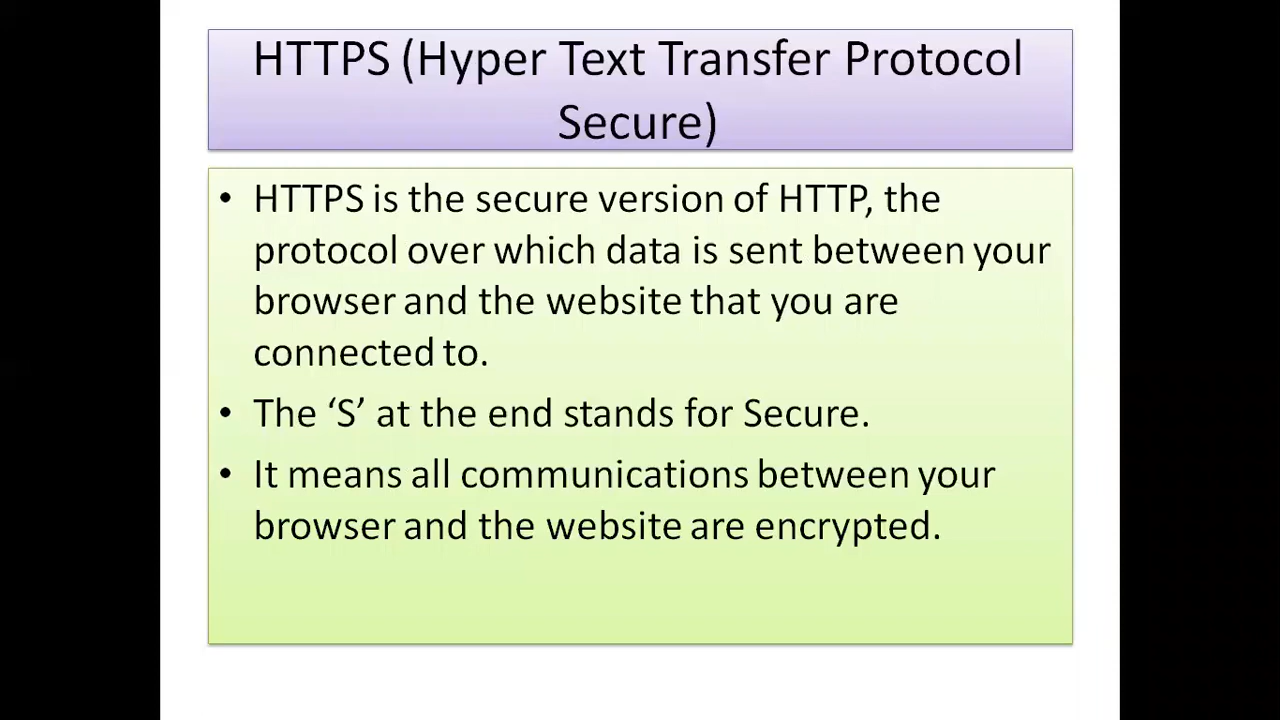 HTTPS (Hyper Text Transfer Protocol
Secure)
• HTTPS is the secure version of HTTP, the
protocol over which data is sent between your
browser and the website that you are
connected to.
• The ‘S’ at the end stands for Secure.
• It means all communications between your
browser and the website are encrypted.